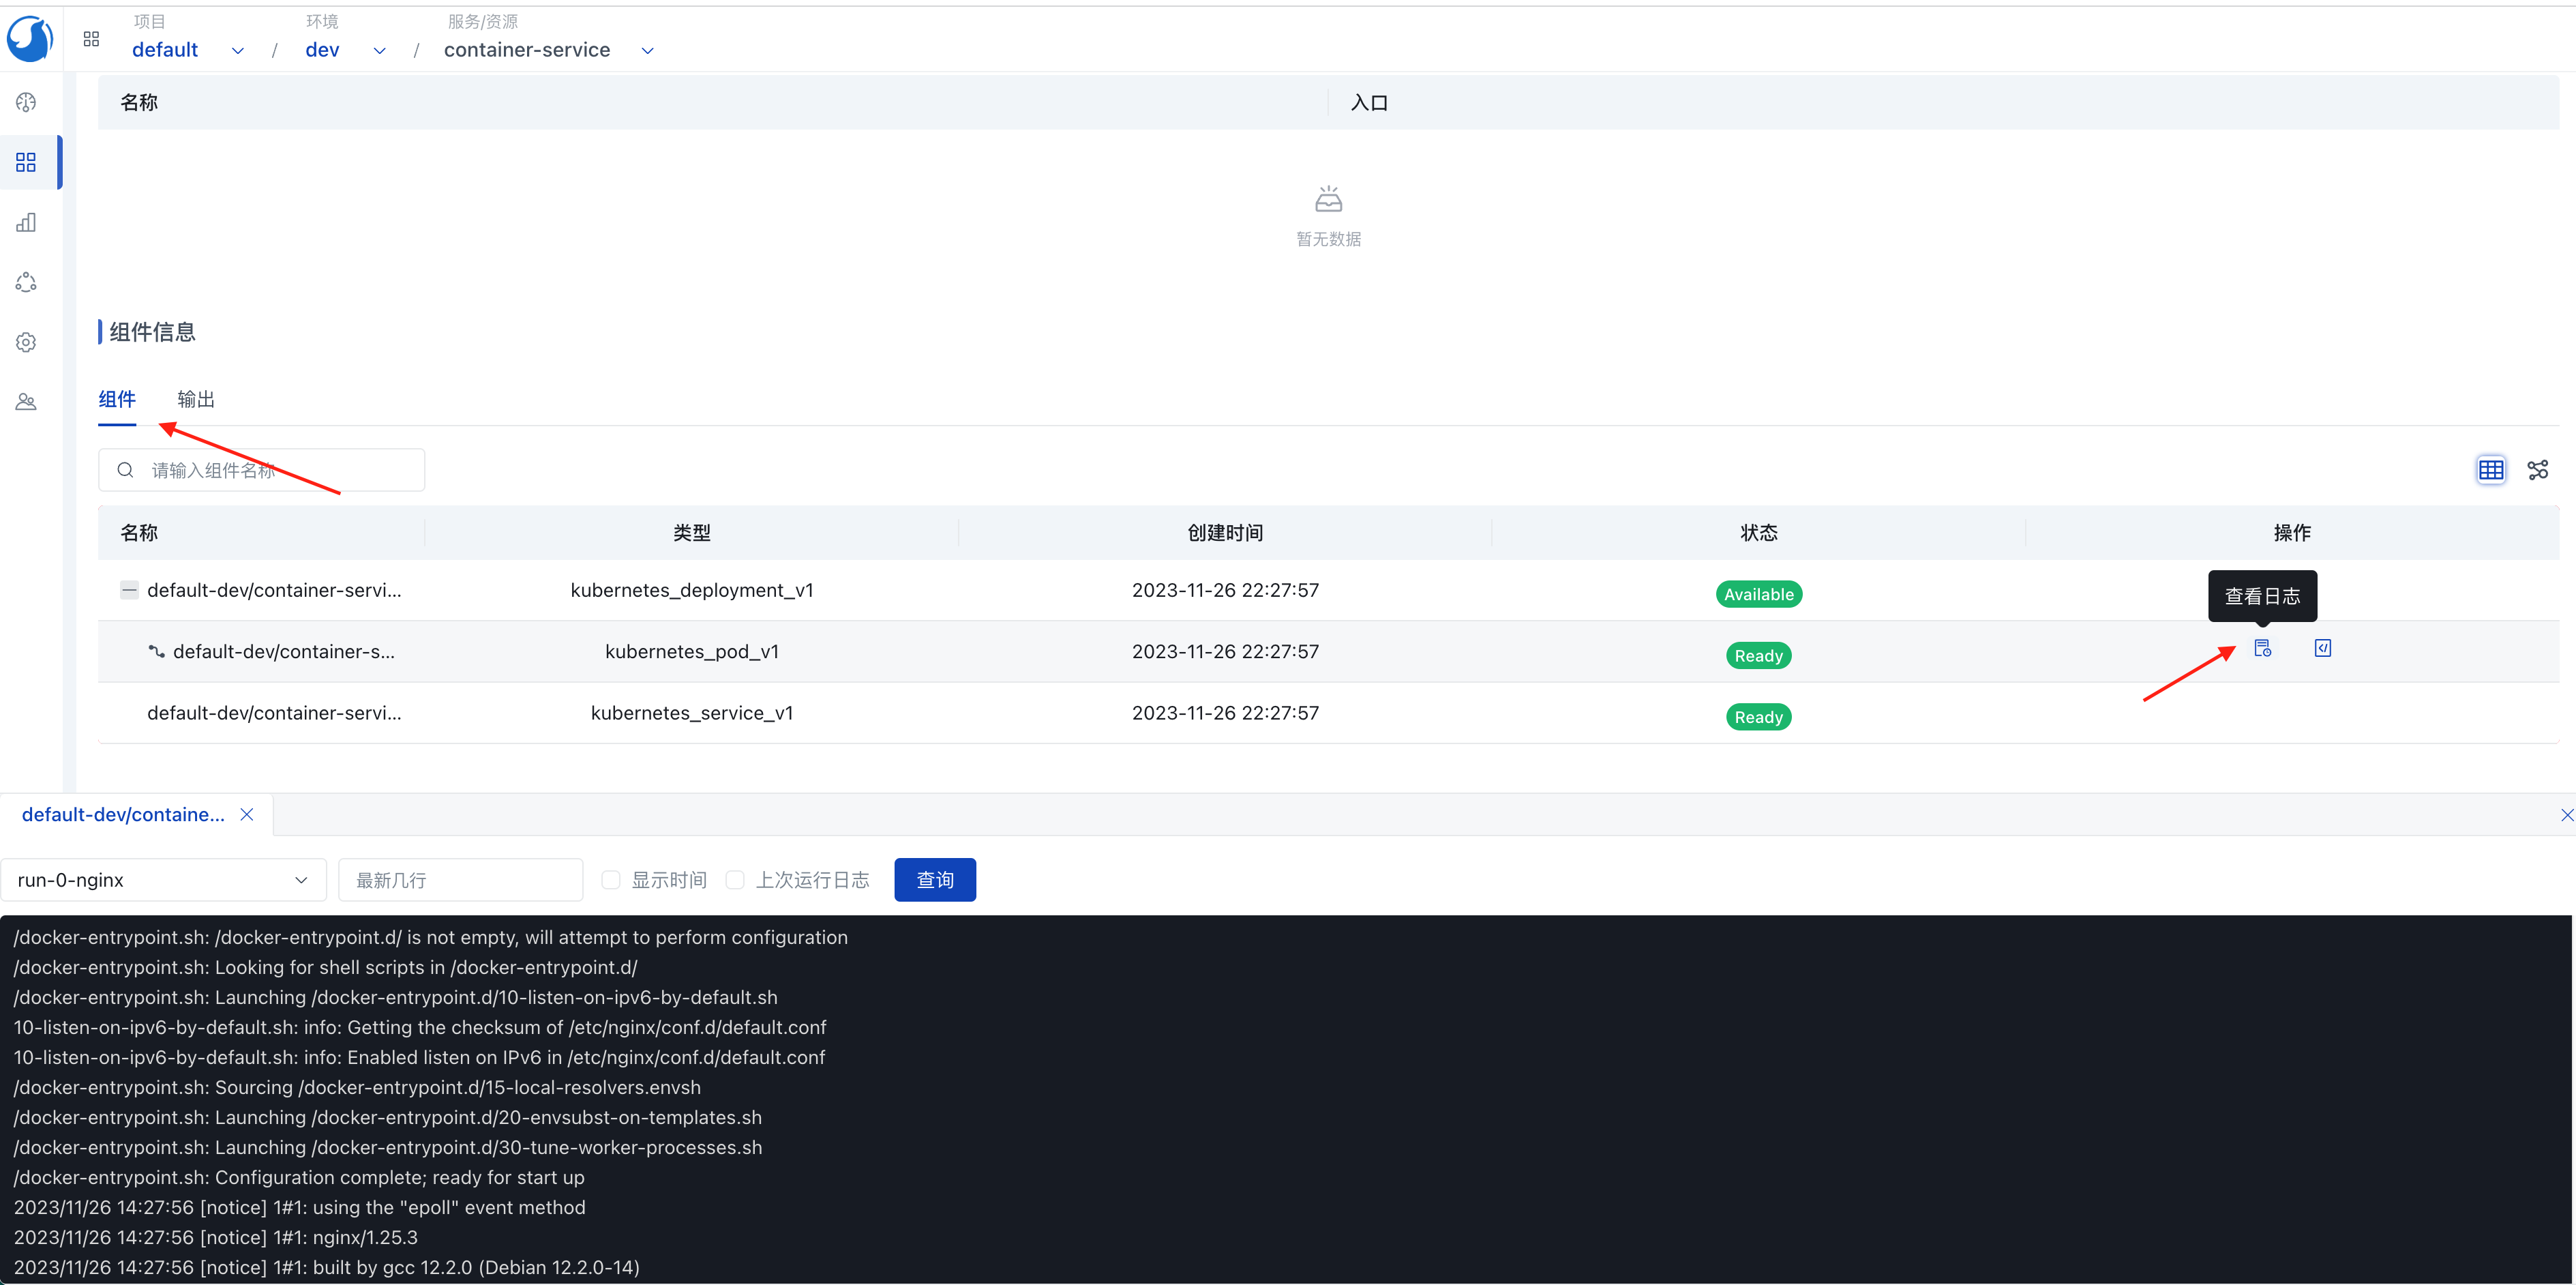 项目 环境 服务/资源
default / dev / container-service
名称 入口
暂无数据
组件信息
组件 输出
请输入组件名称
名称 类型 创建时间 状态 操作
default-dev/container-servi... kubernetes_deployment_v1 2023-11-26 22:27:57 Available
查看日志
default-dev/container-s... kubernetes_pod_v1 2023-11-26 22:27:57 Ready
default-dev/container-servi... kubernetes_service_v1 2023-11-26 22:27:57 Ready
default-dev/containe...
run-0-nginx 最新几行 显示时间 上次运行日志 查询
/docker-entrypoint.sh: /docker-entrypoint.d/ is not empty, will attempt to perform configuration
/docker-entrypoint.sh: Looking for shell scripts in /docker-entrypoint.d/
/docker-entrypoint.sh: Launching /docker-entrypoint.d/10-listen-on-ipv6-by-default.sh
10-listen-on-ipv6-by-default.sh: info: Getting the checksum of /etc/nginx/conf.d/default.conf
10-listen-on-ipv6-by-default.sh: info: Enabled listen on IPv6 in /etc/nginx/conf.d/default.conf
/docker-entrypoint.sh: Sourcing /docker-entrypoint.d/15-local-resolvers.envsh
/docker-entrypoint.sh: Launching /docker-entrypoint.d/20-envsubst-on-templates.sh
/docker-entrypoint.sh: Launching /docker-entrypoint.d/30-tune-worker-processes.sh
/docker-entrypoint.sh: Configuration complete; ready for start up
2023/11/26 14:27:56 [notice] 1#1: using the "epoll" event method
2023/11/26 14:27:56 [notice] 1#1: nginx/1.25.3
2023/11/26 14:27:56 [notice] 1#1: built by gcc 12.2.0 (Debian 12.2.0-14)